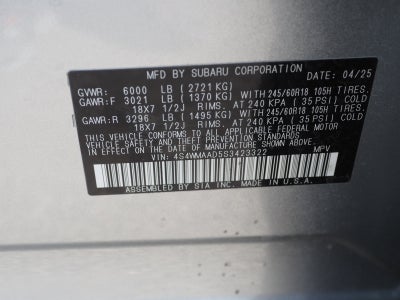 MFD BY SUBARU CORPORATION DATE: 04/25
GVWR: 6000 LB (2721 KG)
GAWR:F 3021 LB (1370 KG) WITH 245/60R18 105H TIRES.
18X7 1/2J RIMS. AT 240 KPA (35 PSI) COLD
GAWR:R 3296 LB (1495 KG) WITH 245/60R18 105H TIRES.
18X7 1/2J RIMS. AT 240 KPA (35 PSI) COLD
THIS VEHICLE CONFORMS TO ALL APPLICABLE FEDERAL MOTOR
VEHICLE SAFETY AND THEFT PREVENTION STANDARDS
IN EFFECT ON THE DATE OF MANUFACTURE SHOWN ABOVE.
VIN: 4S4WMAAD5S3423322 MPV
ASSEMBLED BY SIA INC. MADE IN U.S.A.